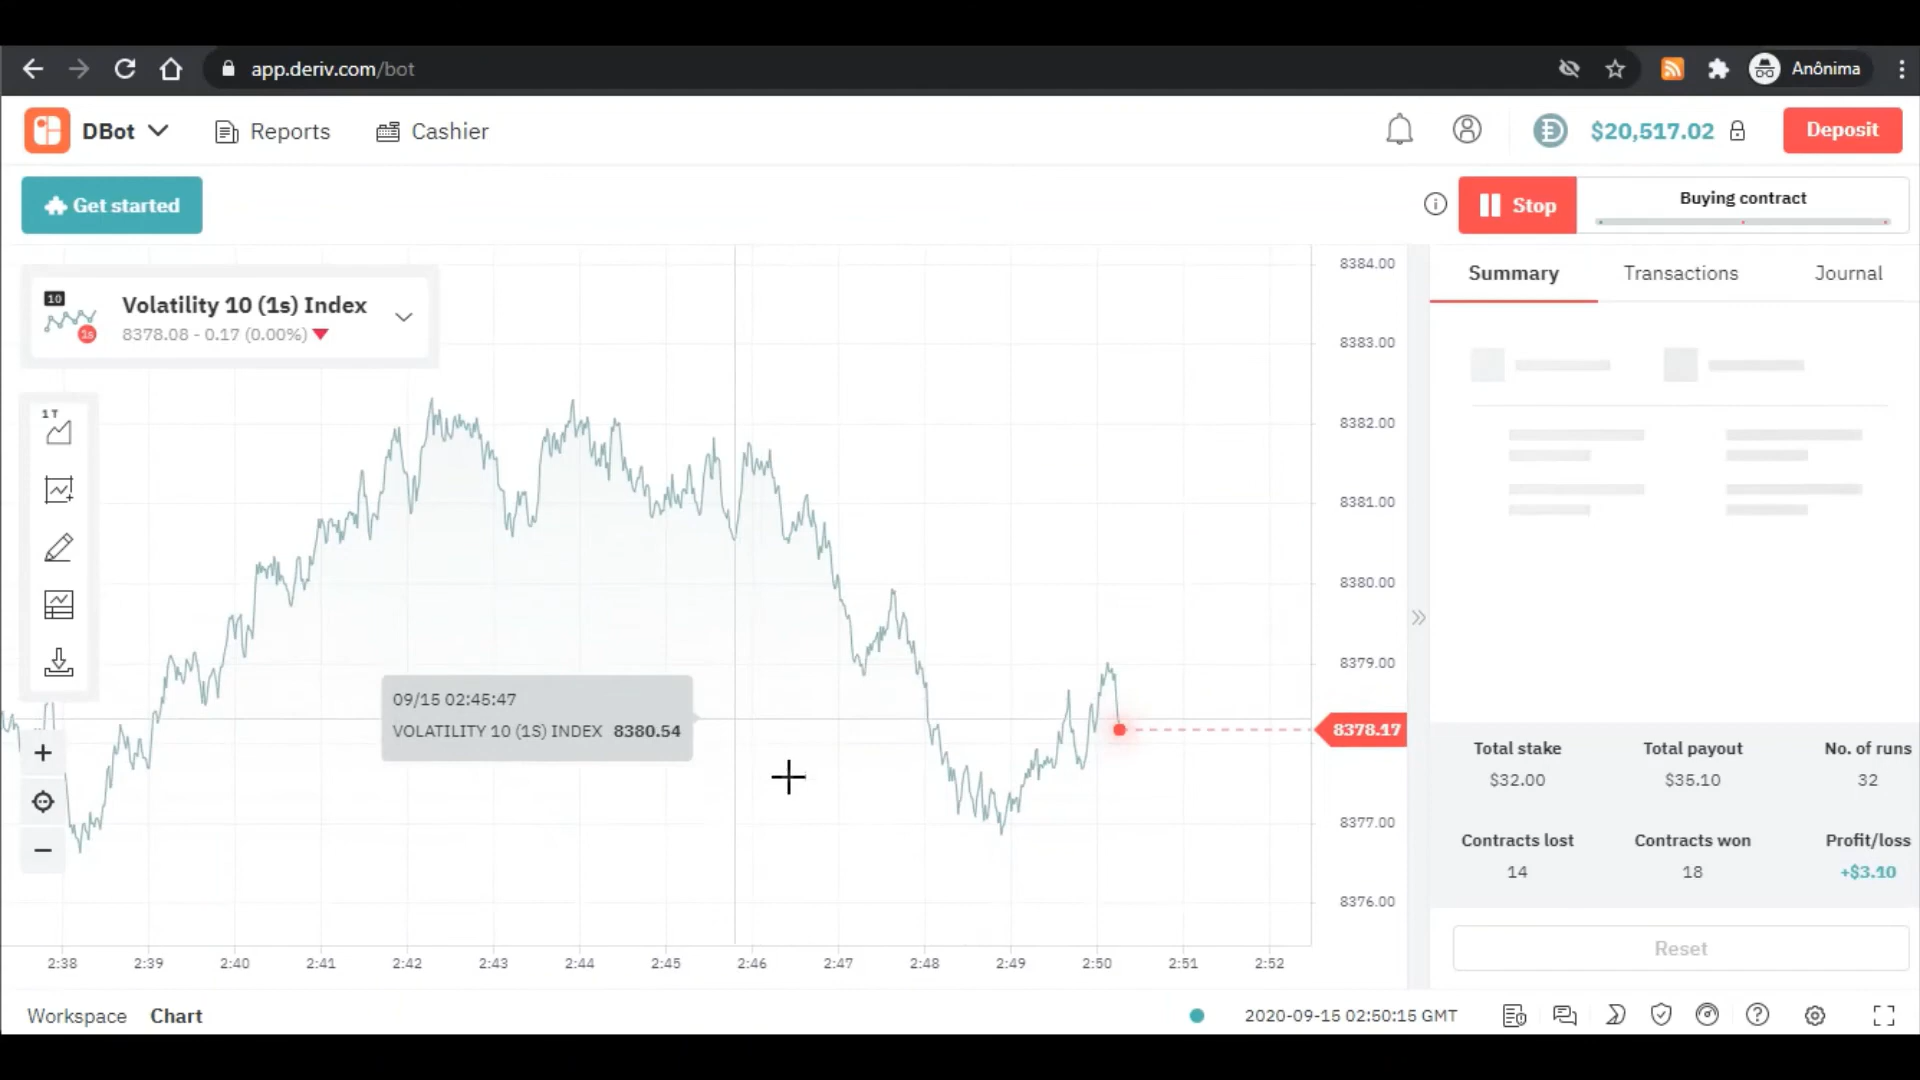 app.deriv.com/bot
Anônima
DBot
Reports
Cashier
$20,517.02
Deposit
Get started
Stop
Buying contract
10
1s
Volatility 10 (1s) Index
8378.08 - 0.17 (0.00%)
Summary
Transactions
Journal
1T
8384.00
8383.00
8382.00
8381.00
8380.00
8379.00
8378.17
8377.00
8376.00
09/15 02:45:47
VOLATILITY 10 (1S) INDEX 8380.54
Total stake
$32.00
Total payout
$35.10
No. of runs
32
Contracts lost
14
Contracts won
18
Profit/loss
+$3.10
Reset
2:38 2:39 2:40 2:41 2:42 2:43 2:44 2:45 2:46 2:47 2:48 2:49 2:50 2:51 2:52
Workspace
Chart
2020-09-15 02:50:15 GMT